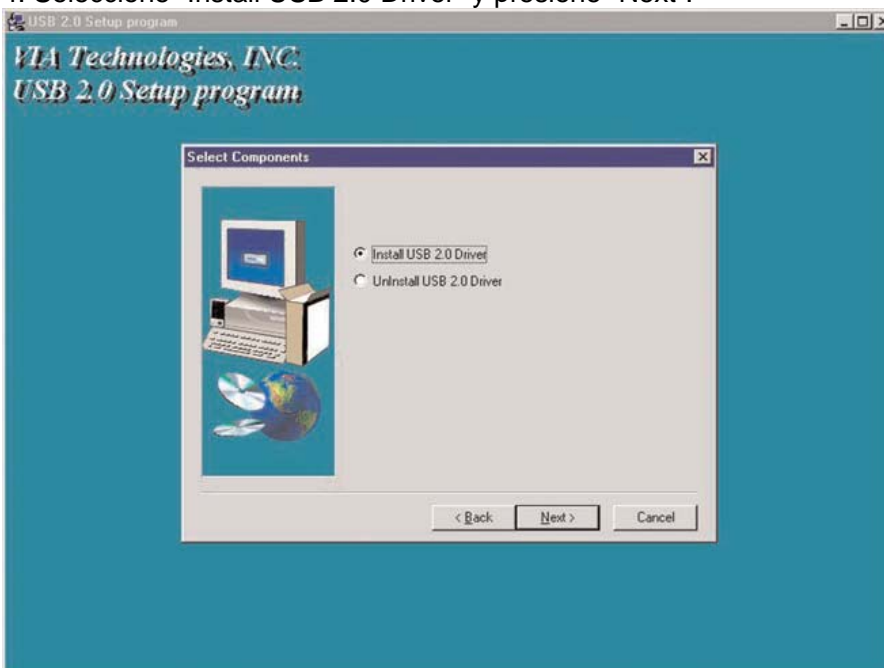 4. Seleccione "Install USB 2.0 Driver" y presione "Next".
USB 2.0 Setup program
VIA Technologies, INC.
USB 2.0 Setup program
Select Components
Install USB 2.0 Driver
UnInstall USB 2.0 Driver
< Back
Next >
Cancel